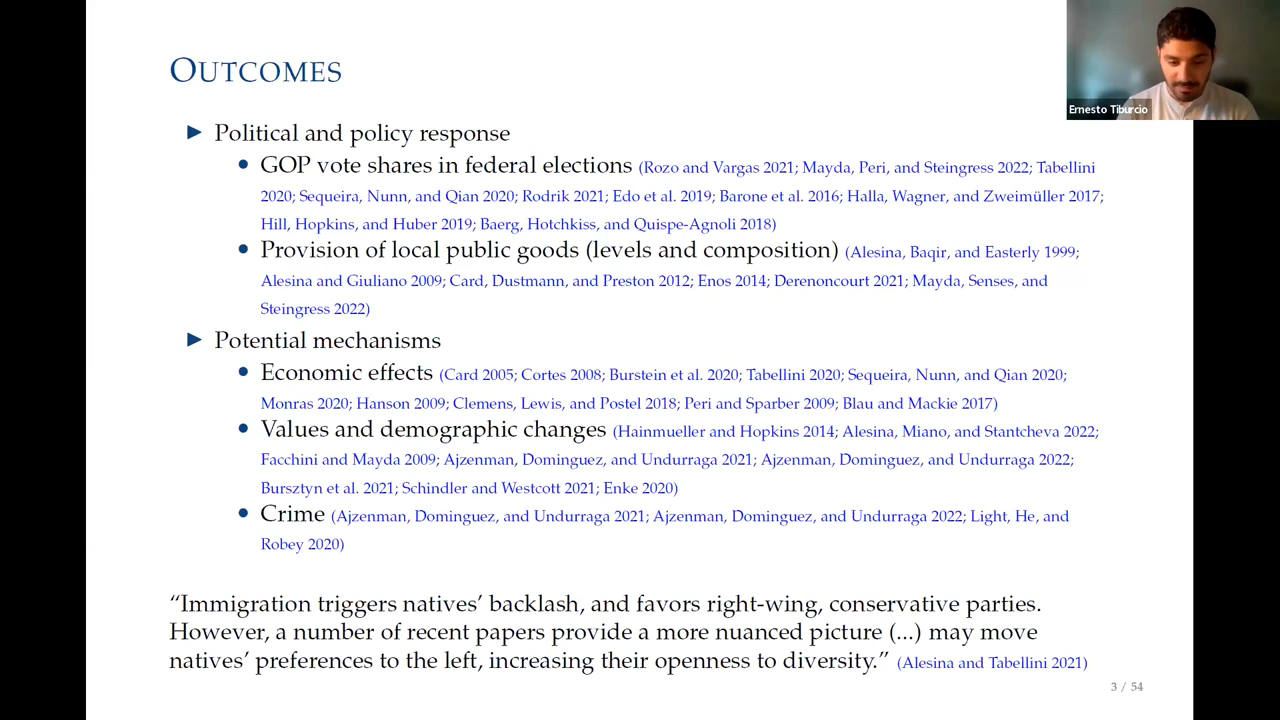 OUTCOMES
Ernesto Tiburcio
▶ Political and policy response
• GOP vote shares in federal elections (Rozo and Vargas 2021; Mayda, Peri, and Steingress 2022; Tabellini
2020; Sequeira, Nunn, and Qian 2020; Rodrik 2021; Edo et al. 2019; Barone et al. 2016; Halla, Wagner, and Zweimüller 2017;
Hill, Hopkins, and Huber 2019; Baerg, Hotchkiss, and Quispe-Agnoli 2018)
• Provision of local public goods (levels and composition) (Alesina, Baqir, and Easterly 1999;
Alesina and Giuliano 2009; Card, Dustmann, and Preston 2012; Enos 2014; Derenoncourt 2021; Mayda, Senses, and
Steingress 2022)
▶ Potential mechanisms
• Economic effects (Card 2005; Cortes 2008; Burstein et al. 2020; Tabellini 2020; Sequeira, Nunn, and Qian 2020;
Monras 2020; Hanson 2009; Clemens, Lewis, and Postel 2018; Peri and Sparber 2009; Blau and Mackie 2017)
• Values and demographic changes (Hainmueller and Hopkins 2014; Alesina, Miano, and Stantcheva 2022;
Facchini and Mayda 2009; Ajzenman, Dominguez, and Undurraga 2021; Ajzenman, Dominguez, and Undurraga 2022;
Bursztyn et al. 2021; Schindler and Westcott 2021; Enke 2020)
• Crime (Ajzenman, Dominguez, and Undurraga 2021; Ajzenman, Dominguez, and Undurraga 2022; Light, He, and
Robey 2020)
“Immigration triggers natives’ backlash, and favors right-wing, conservative parties.
However, a number of recent papers provide a more nuanced picture (...) may move
natives’ preferences to the left, increasing their openness to diversity.” (Alesina and Tabellini 2021)
3 / 54